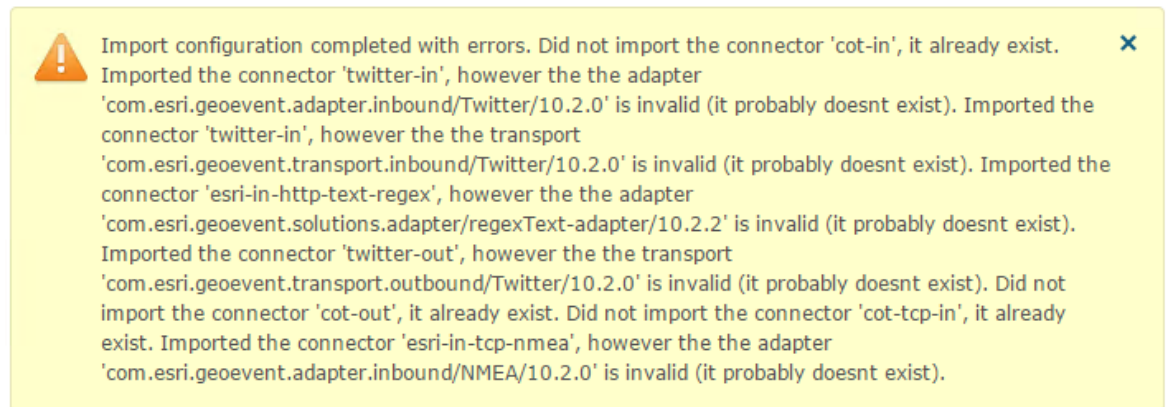 Import configuration completed with errors. Did not import the connector 'cot-in', it already exist.
Imported the connector 'twitter-in', however the the adapter
'com.esri.geoevent.adapter.inbound/Twitter/10.2.0' is invalid (it probably doesnt exist). Imported the
connector 'twitter-in', however the the transport
'com.esri.geoevent.transport.inbound/Twitter/10.2.0' is invalid (it probably doesnt exist). Imported the
connector 'esri-in-http-text-regex', however the the adapter
'com.esri.geoevent.solutions.adapter/regexText-adapter/10.2.2' is invalid (it probably doesnt exist).
Imported the connector 'twitter-out', however the the transport
'com.esri.geoevent.transport.outbound/Twitter/10.2.0' is invalid (it probably doesnt exist). Did not
import the connector 'cot-out', it already exist. Did not import the connector 'cot-tcp-in', it already
exist. Imported the connector 'esri-in-tcp-nmea', however the the adapter
'com.esri.geoevent.adapter.inbound/NMEA/10.2.0' is invalid (it probably doesnt exist).